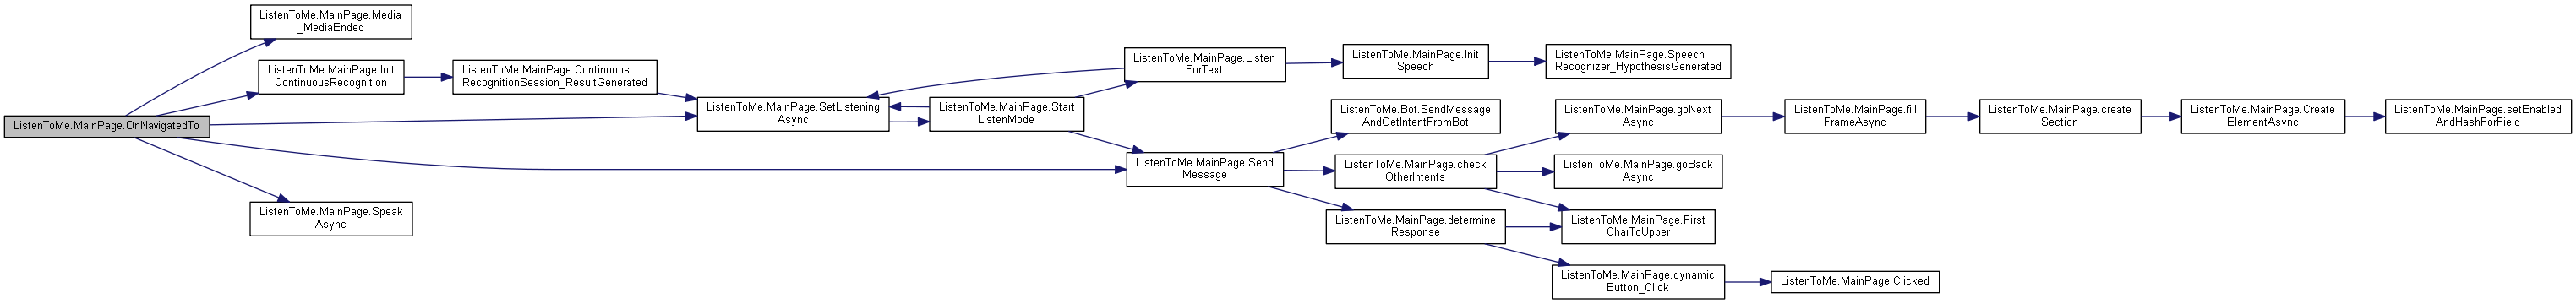 ListenToMe.MainPage.OnNavigatedTo
ListenToMe.MainPage.Media
_MediaEnded
ListenToMe.MainPage.Init
ContinuousRecognition
ListenToMe.MainPage.Speak
Async
ListenToMe.MainPage.Continuous
RecognitionSession_ResultGenerated
ListenToMe.MainPage.SetListening
Async
ListenToMe.MainPage.Start
ListenMode
ListenToMe.MainPage.Listen
ForText
ListenToMe.MainPage.Send
Message
ListenToMe.MainPage.Init
Speech
ListenToMe.Bot.SendMessage
AndGetIntentFromBot
ListenToMe.MainPage.check
OtherIntents
ListenToMe.MainPage.determine
Response
ListenToMe.MainPage.Speech
Recognizer_HypothesisGenerated
ListenToMe.MainPage.goNext
Async
ListenToMe.MainPage.goBack
Async
ListenToMe.MainPage.First
CharToUpper
ListenToMe.MainPage.dynamic
Button_Click
ListenToMe.MainPage.fill
FrameAsync
ListenToMe.MainPage.Clicked
ListenToMe.MainPage.create
Section
ListenToMe.MainPage.Create
ElementAsync
ListenToMe.MainPage.setEnabled
AndHashForField